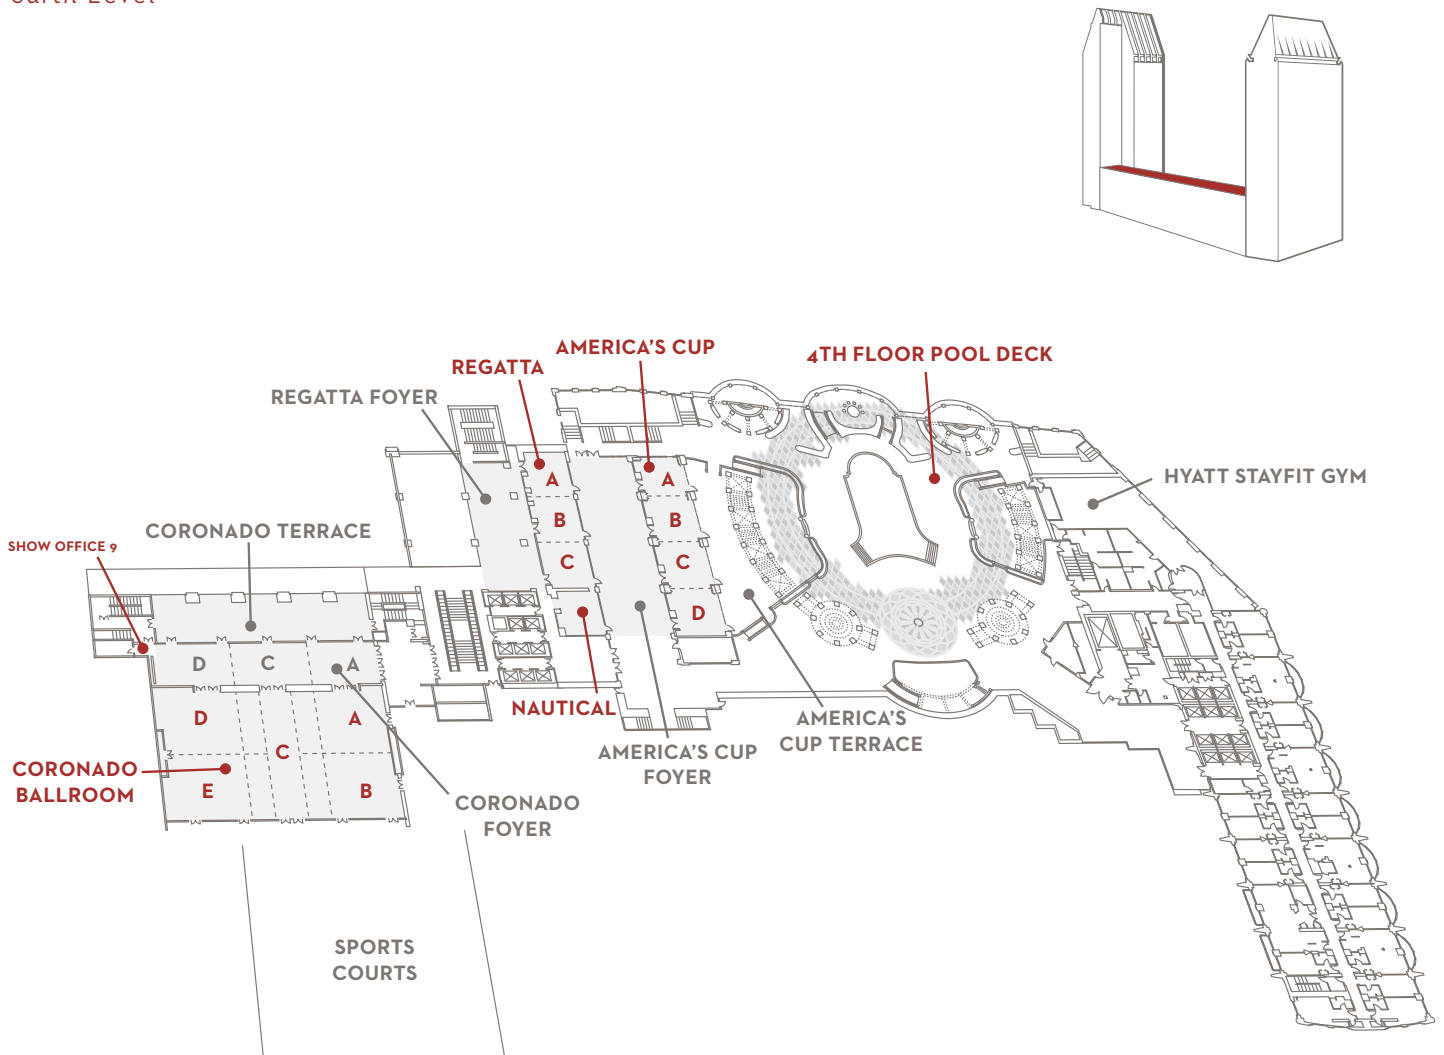 Level
AMERICA'S CUP
4TH FLOOR POOL DECK
REGATTA
REGATTA FOYER
HYATT STAYFIT GYM
A
A
B
B
CORONADO TERRACE
SHOW OFFICE 9
C
C
D
D
C
A
NAUTICAL
D
A
AMERICA'S
CUP TERRACE
C
AMERICA'S CUP
FOYER
CORONADO
BALLROOM
E
B
CORONADO
FOYER
SPORTS
COURTS